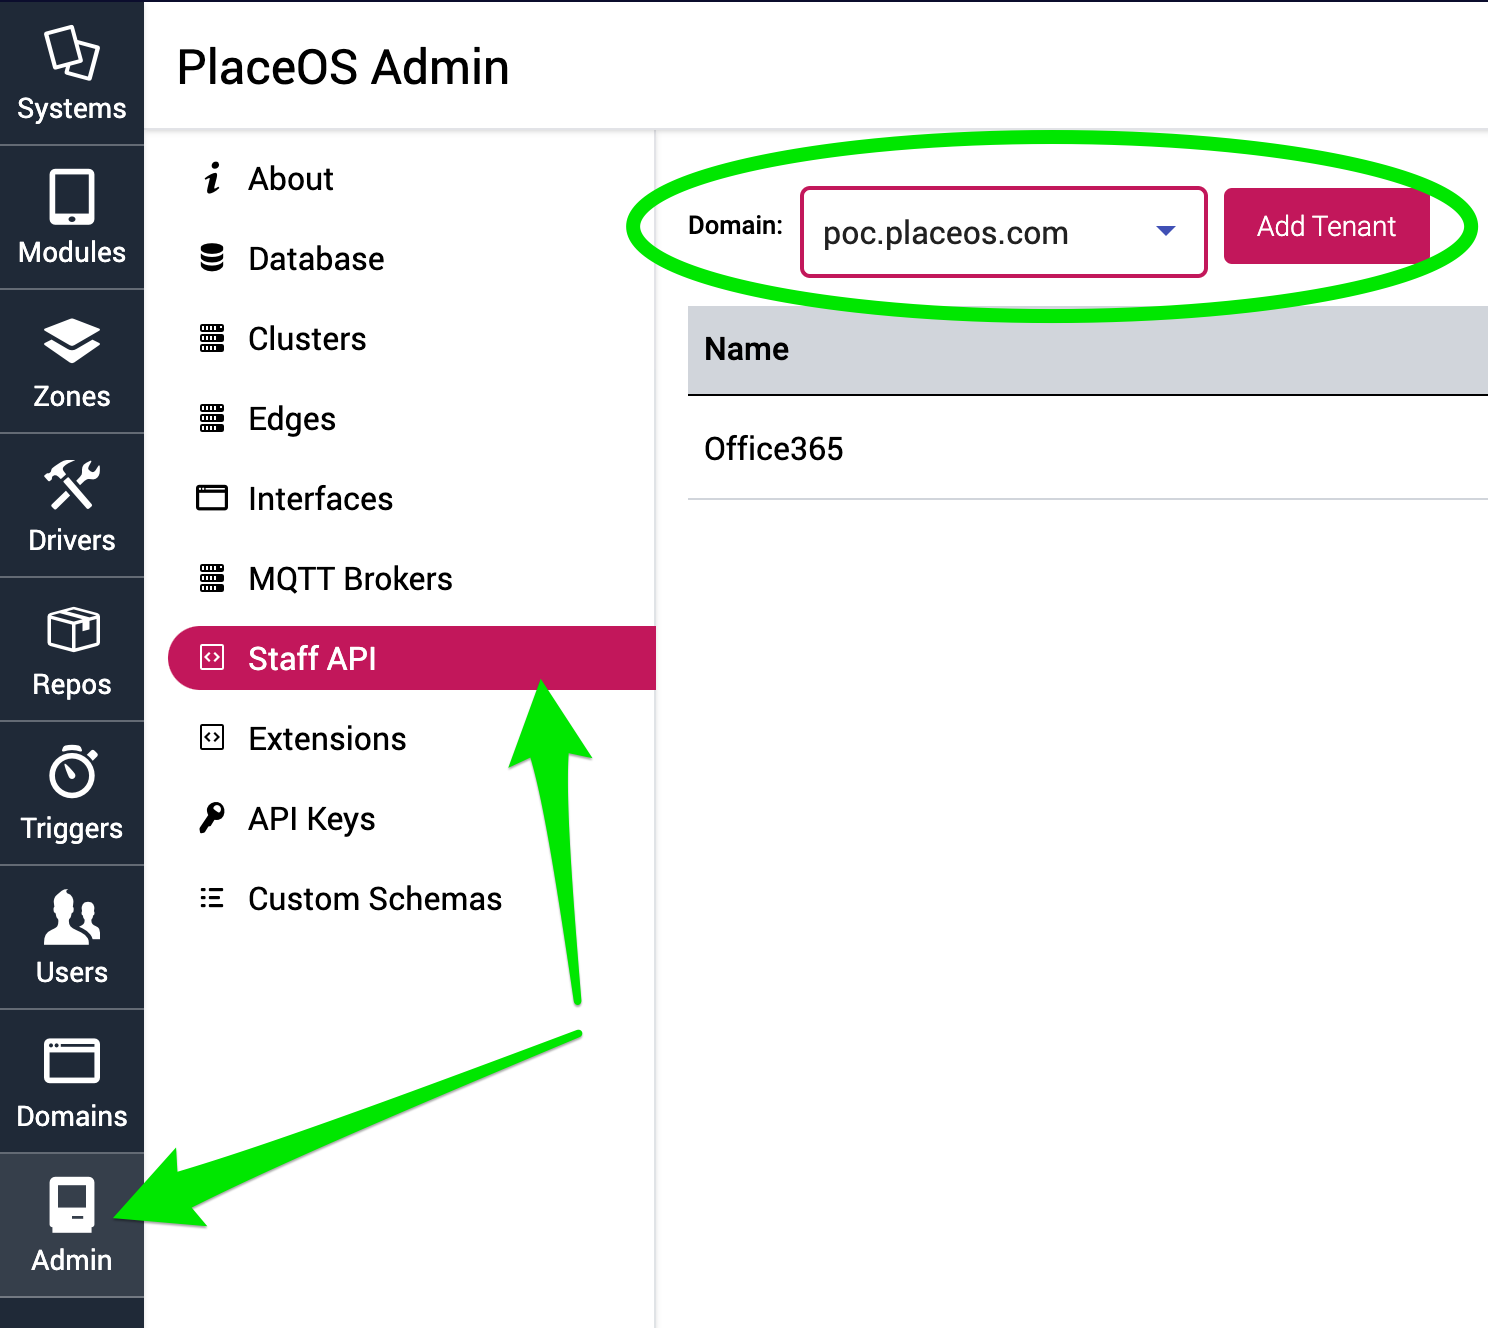 PlaceOS Admin
Systems
Modules
Zones
Drivers
Repos
Triggers
Users
Domains
Admin
About
Database
Clusters
Edges
Interfaces
MQTT Brokers
Staff API
Extensions
API Keys
Custom Schemas
Domain: poc.placeos.com Add Tenant
Name
Office365